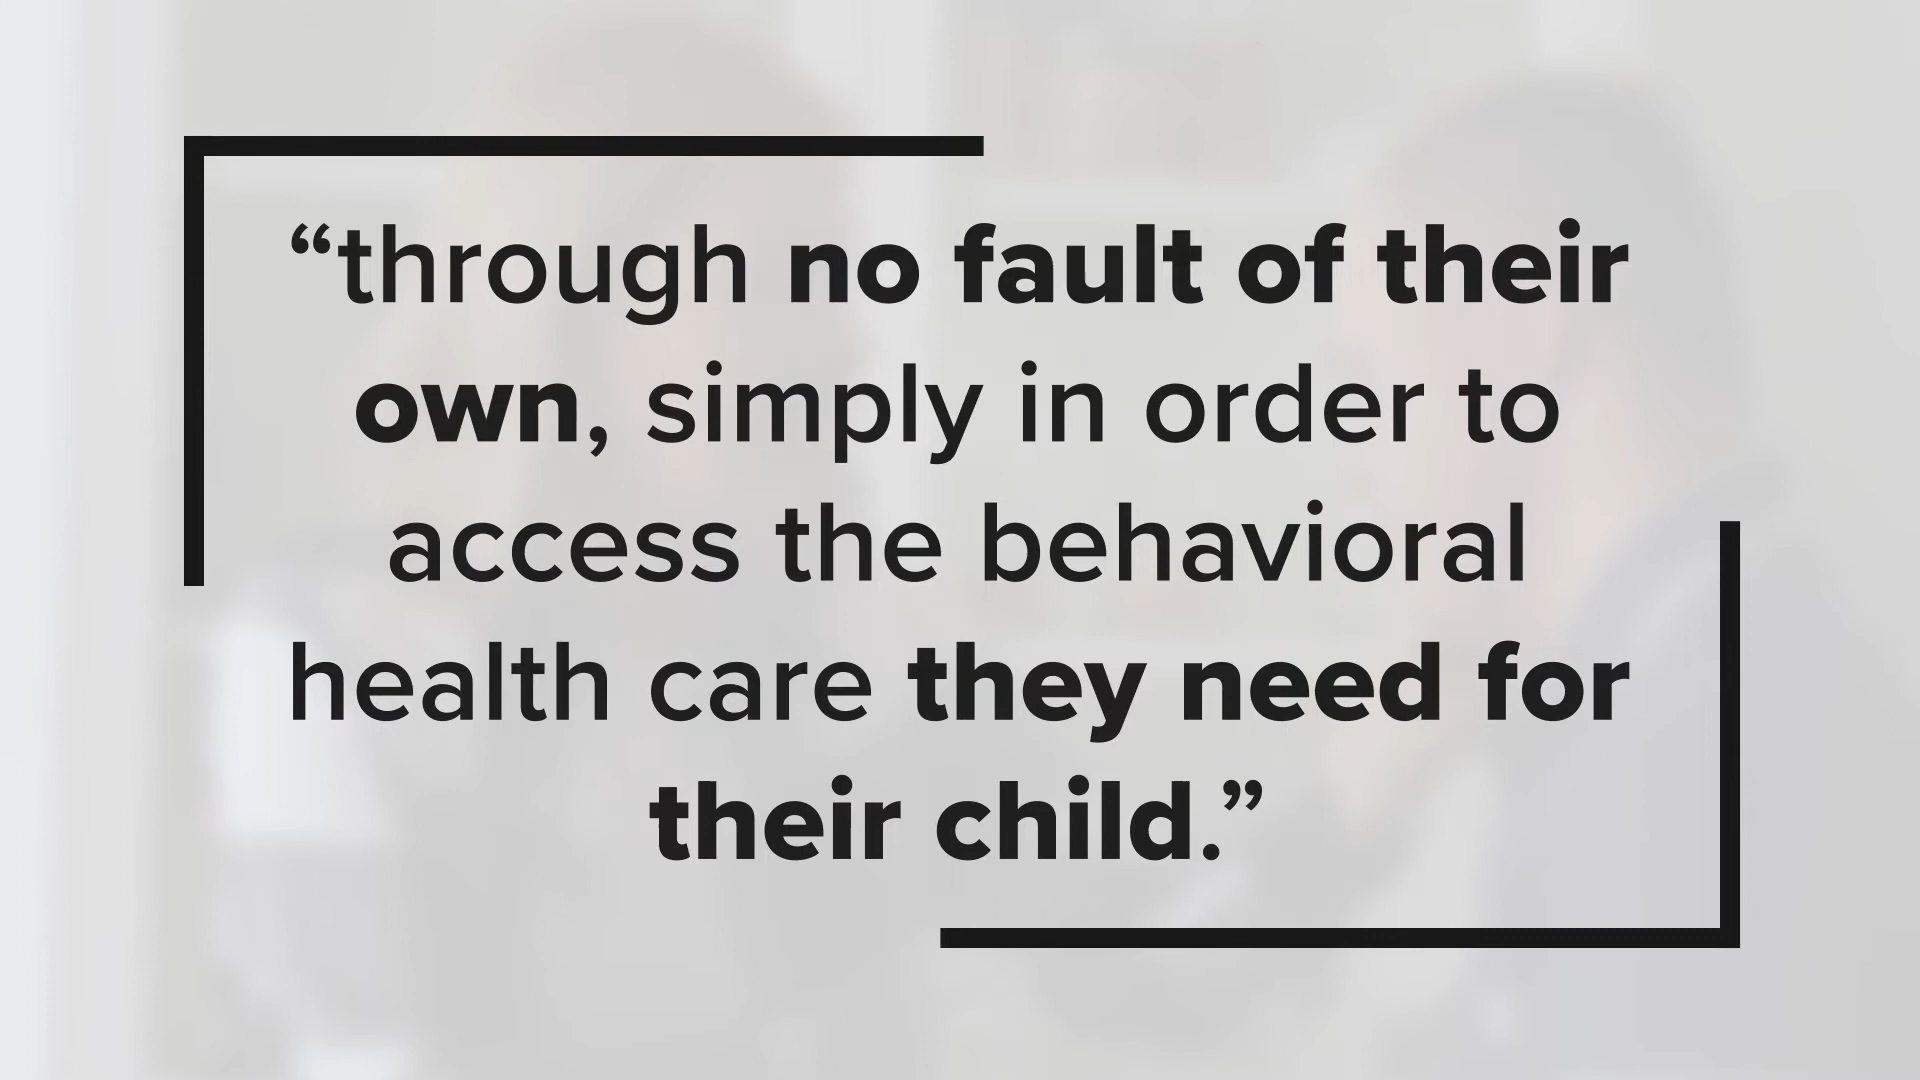 “through no fault of their
own, simply in order to
access the behavioral
health care they need for
their child.”